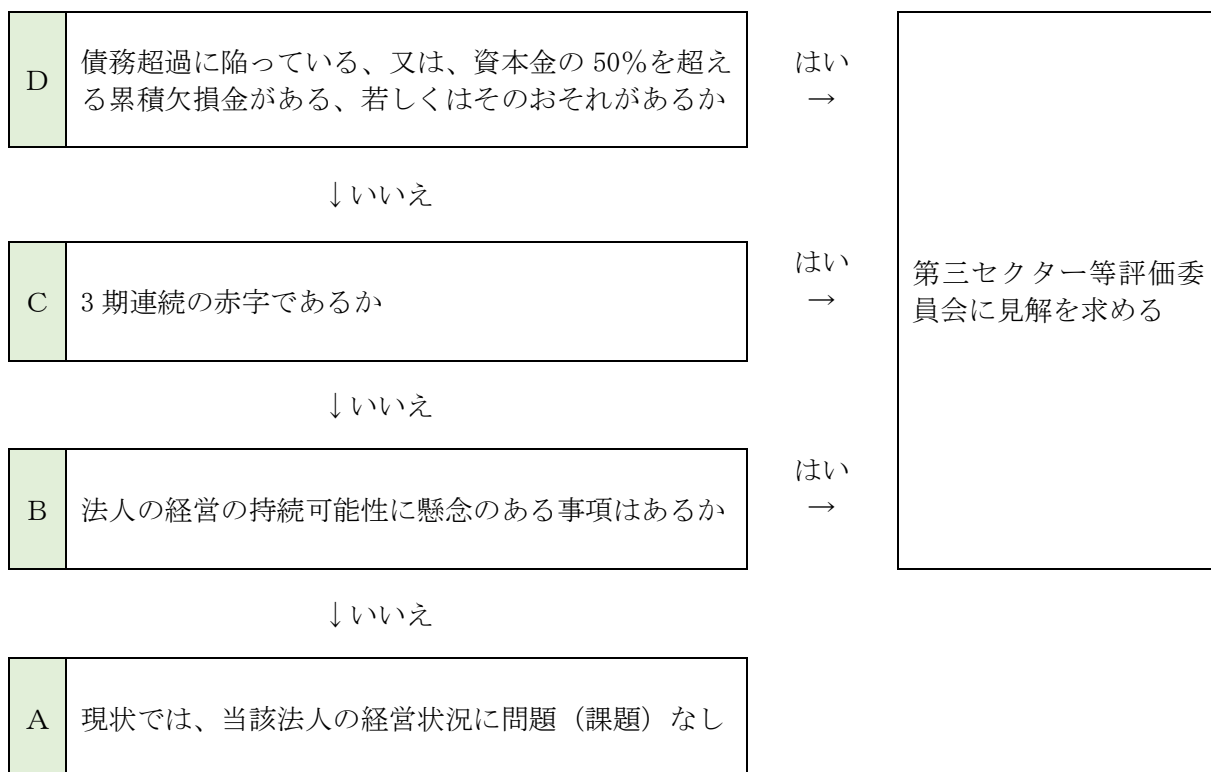 D
債務超過に陥っている、又は、資本金の 50%を超え
る累積欠損金がある、若しくはそのおそれがあるか
はい
→
↓いいえ
C
3 期連続の赤字であるか
はい
→
第三セクター等評価委
員会に見解を求める
↓いいえ
B
法人の経営の持続可能性に懸念のある事項はあるか
はい
→
↓いいえ
A
現状では、当該法人の経営状況に問題（課題）なし